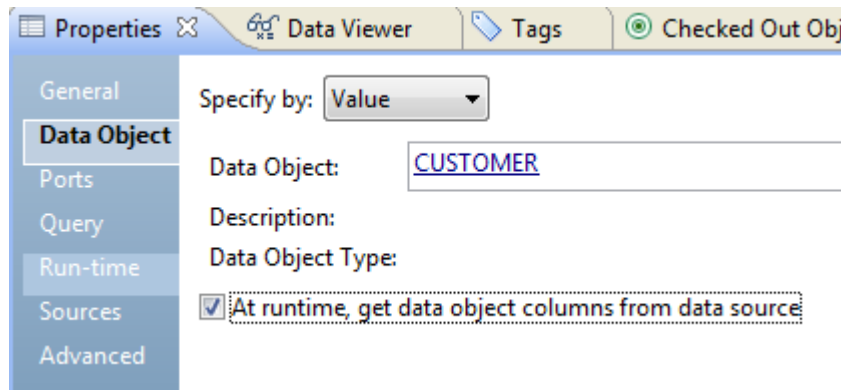 Properties Data Viewer Tags Checked Out Obj
General
Specify by: Value
Data Object
Data Object: CUSTOMER
Ports
Description:
Query
Data Object Type:
Run-time
At runtime, get data object columns from data source
Sources
Advanced